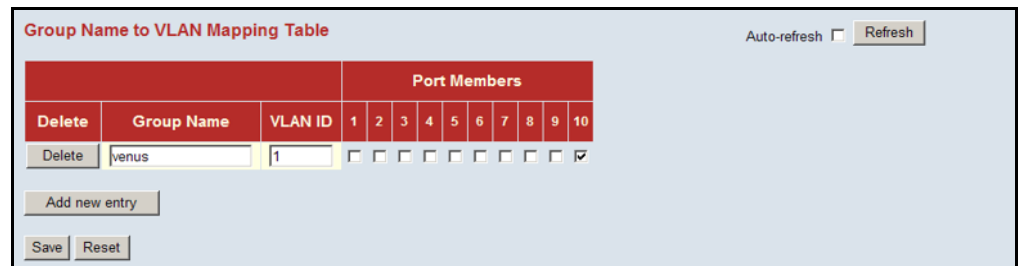 Group Name to VLAN Mapping Table
Auto-refresh Refresh
Port Members
Delete Group Name VLAN ID 1 2 3 4 5 6 7 8 9 10
Delete venus 1
Add new entry
Save Reset